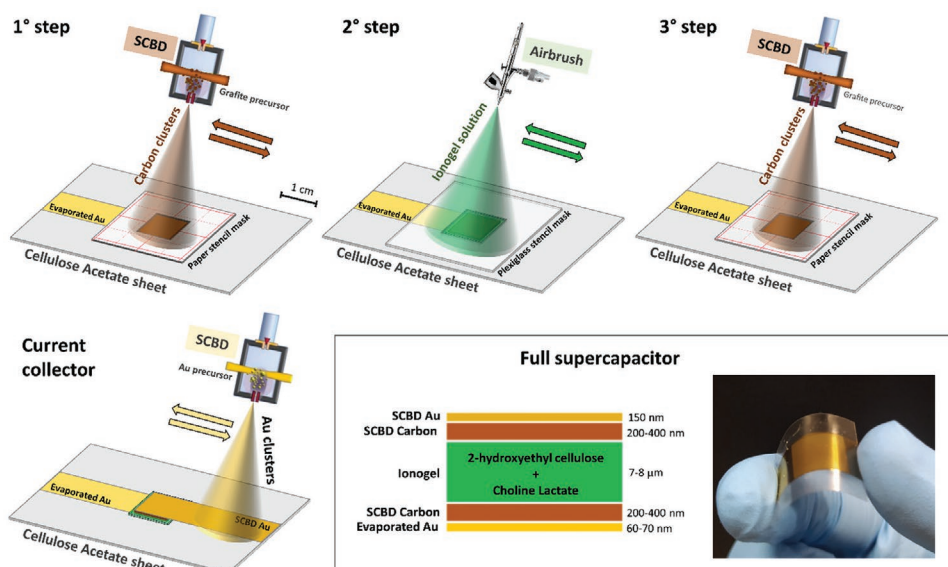 1° step
SCBD
Grafite precursor
Carbon clusters
Evaporated Au
Paper stencil mask
Cellulose Acetate sheet
1 cm
2° step
Airbrush
Ionogel solution
Evaporated Au
Plexiglass stencil mask
Cellulose Acetate sheet
3° step
SCBD
Grafite precursor
Carbon clusters
Evaporated Au
Paper stencil mask
Cellulose Acetate sheet
Current
collector
SCBD
Au precursor
Au clusters
Evaporated Au
SCBD Au
Cellulose Acetate sheet
Full supercapacitor
SCBD Au
150 nm
SCBD Carbon
200-400 nm
Ionogel
2-hydroxyethyl cellulose
+
Choline Lactate
7-8 µm
SCBD Carbon
200-400 nm
Evaporated Au
60-70 nm